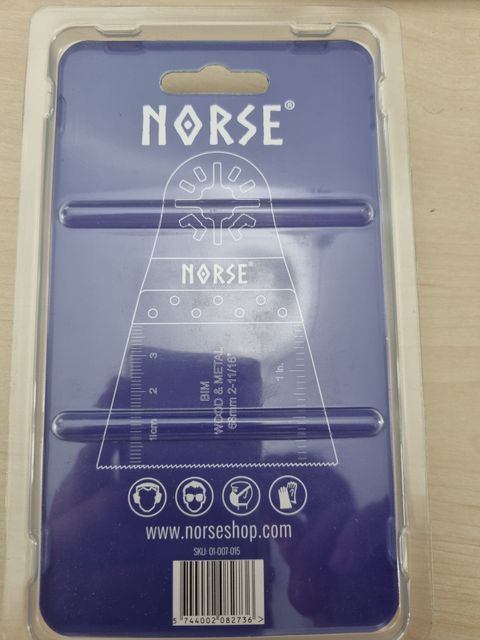 NORSE®
NORSE®
3
2
1cm
BIM
WOOD & METAL
68mm 2-11/16"
1 in.
www.norseshop.com
SKU: 01-007-015
5 744002 082736 >